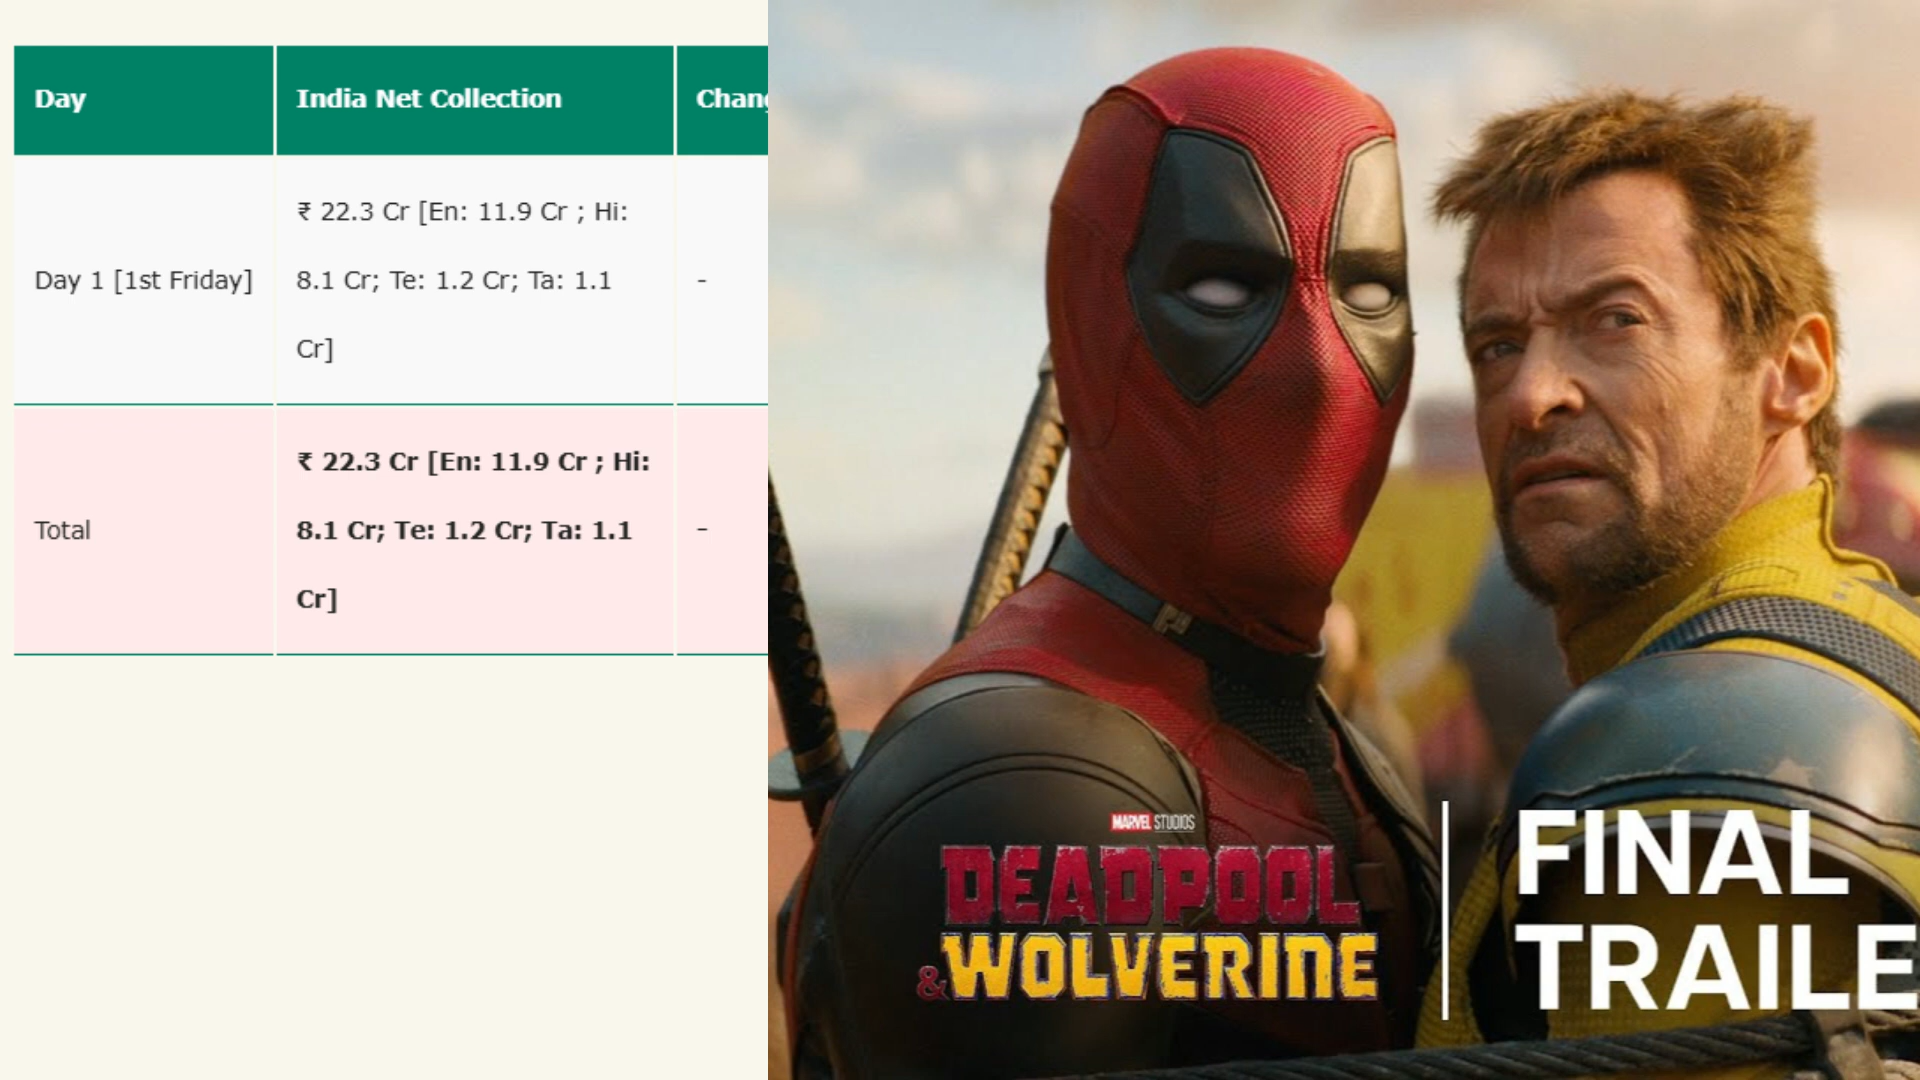 Day
India Net Collection
Chang
Day 1 [1st Friday]
₹ 22.3 Cr [En: 11.9 Cr ; Hi:
8.1 Cr; Te: 1.2 Cr; Ta: 1.1
Cr]
-
Total
₹ 22.3 Cr [En: 11.9 Cr ; Hi:
8.1 Cr; Te: 1.2 Cr; Ta: 1.1
Cr]
-
MARVEL STUDIOS
DEADPOOL
&WOLVERINE
FINAL
TRAILE